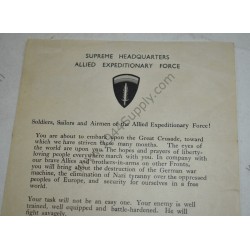 SUPREME HEADQUARTERS
ALLIED EXPEDITIONARY FORCE
Soldiers, Sailors and Airmen of the Allied Expeditionary Force!
You are about to embark upon the Great Crusade, toward
which we have striven these many months. The eyes of
the world are upon you. The hopes and prayers of liberty-
loving people everywhere march with you. In company with
our brave Allies and brothers-in-arms on other Fronts,
you will bring about the destruction of the German war
machine, the elimination of Nazi tyranny over the oppressed
peoples of Europe, and security for ourselves in a free
world.
Your task will not be an easy one. Your enemy is well
trained, well equipped and battle-hardened. He will
fight savagely.